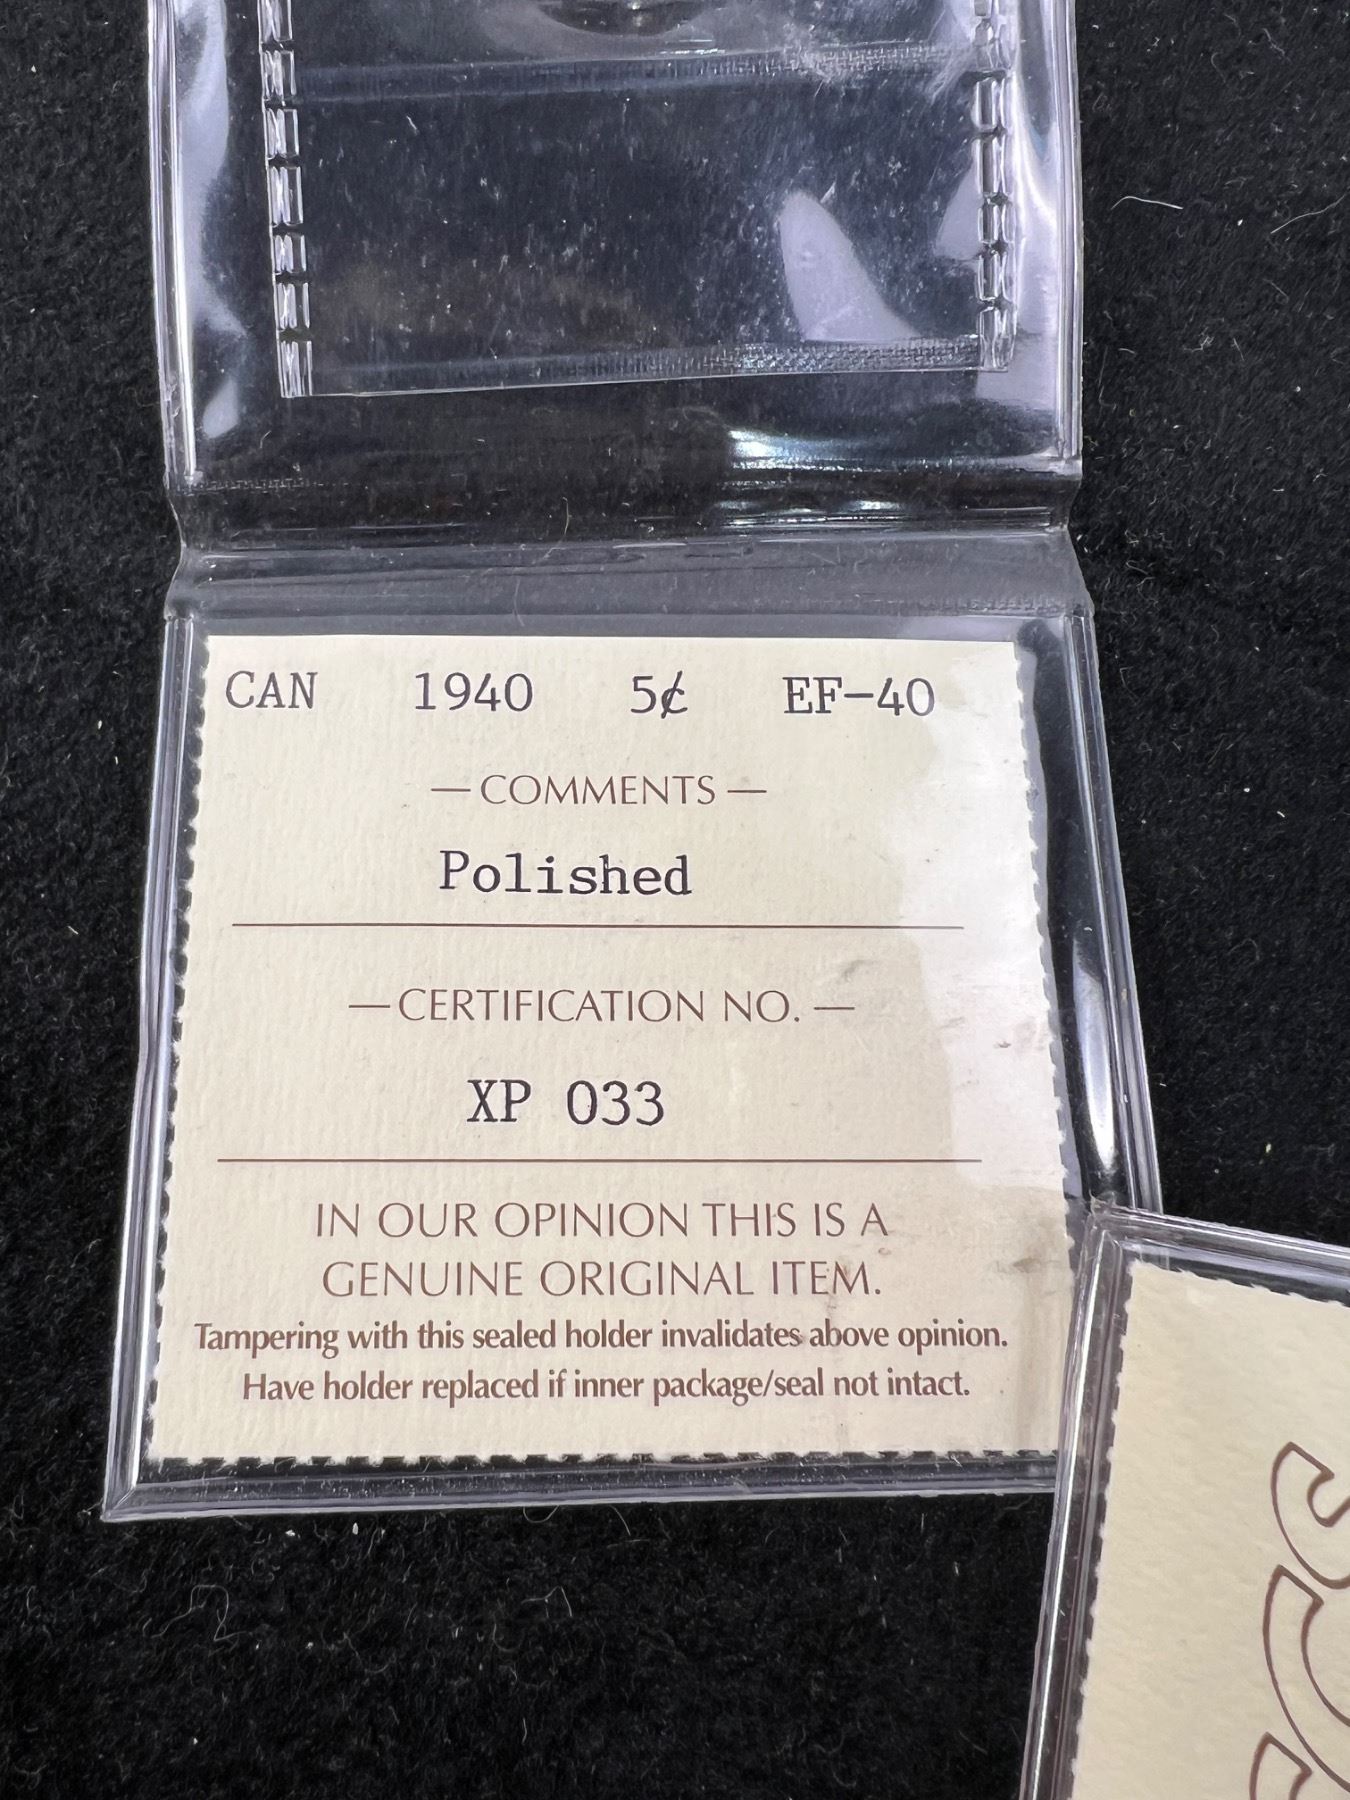 CAN 1940 5¢ EF-40
— COMMENTS —
Polished
— CERTIFICATION NO. —
XP 033
IN OUR OPINION THIS IS A
GENUINE ORIGINAL ITEM.
Tampering with this sealed holder invalidates above opinion.
Have holder replaced if inner package/seal not intact.